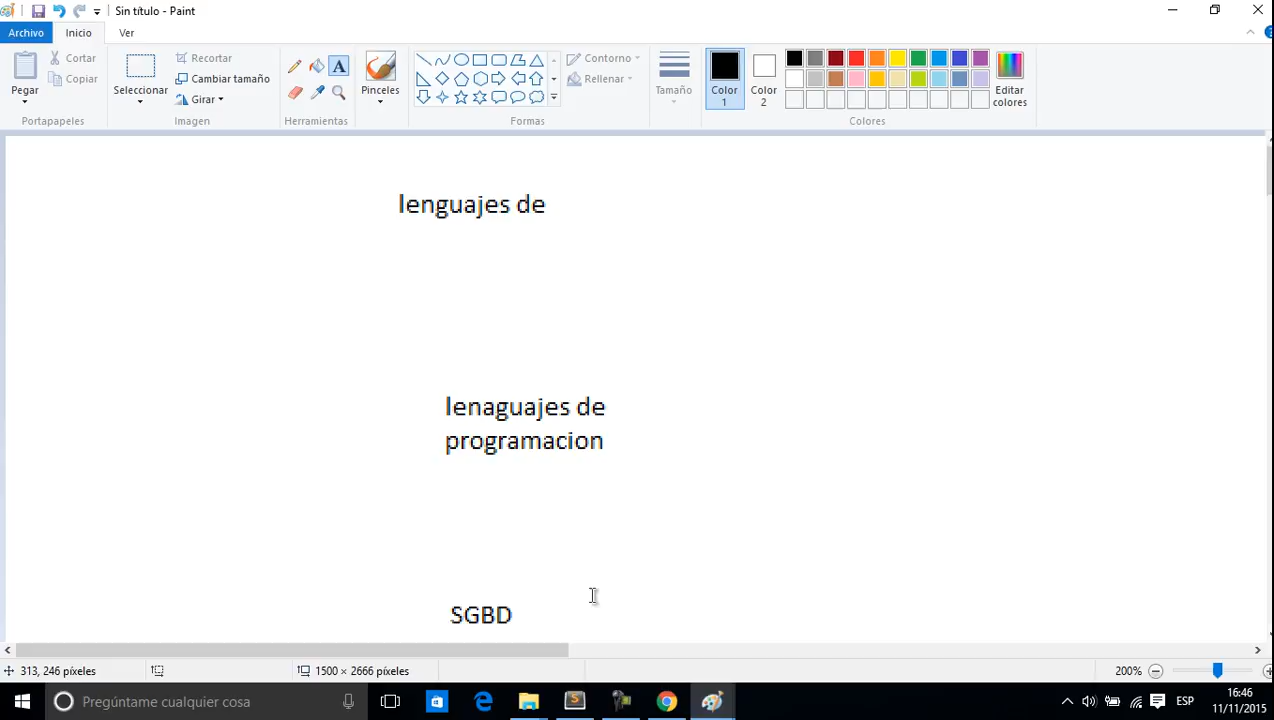 Sin título - Paint
Archivo
Inicio
Ver
Pegar
Cortar
Copiar
Portapapeles
Seleccionar
Recortar
Cambiar tamaño
Girar
Imagen
A
Herramientas
Pinceles
Contorno
Rellenar
Formas
Tamaño
Color
1
Color
2
Editar
colores
Colores
lenguajes de
lenaguajes de
programacion
SGBD
313, 246 píxeles
1500 × 2666 píxeles
200%
Pregúntame cualquier cosa
S
ESP
16:46
11/11/2015